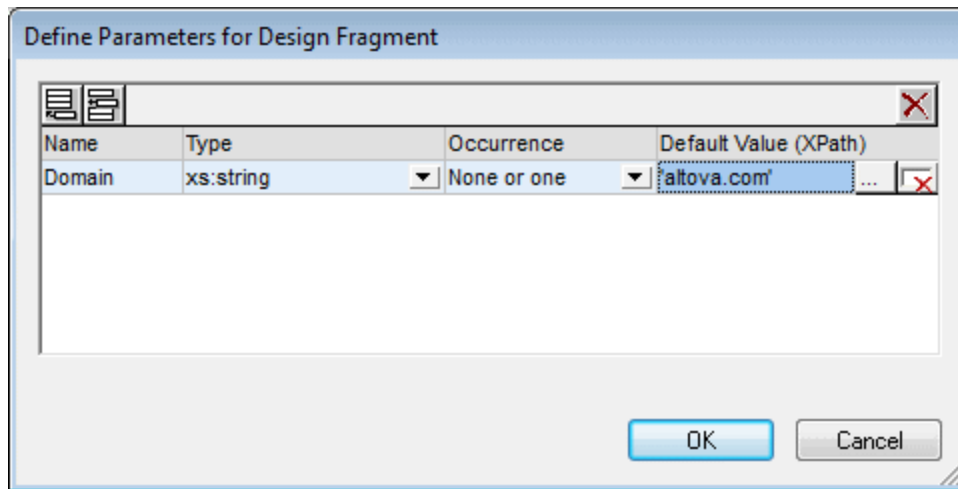 Define Parameters for Design Fragment
Name Type Occurrence Default Value (XPath)
Domain xs:string None or one 'altova.com' ...
OK Cancel